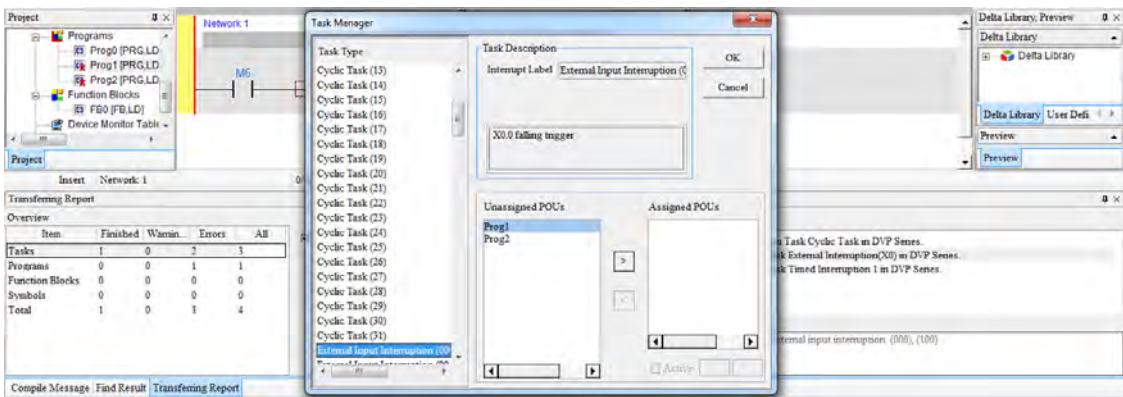 Project
Programs
Prog0 [PRG,LD
Prog1 [PRG,LD
Prog2 [PRG,LD
Function Blocks
FB0 [FB,LD]
Device Monitor Table
Project
Network 1
M6
Insert Network: 1
Task Manager
Task Type
Cyclic Task (13)
Cyclic Task (14)
Cyclic Task (15)
Cyclic Task (16)
Cyclic Task (17)
Cyclic Task (18)
Cyclic Task (19)
Cyclic Task (20)
Cyclic Task (21)
Cyclic Task (22)
Cyclic Task (23)
Cyclic Task (24)
Cyclic Task (25)
Cyclic Task (26)
Cyclic Task (27)
Cyclic Task (28)
Cyclic Task (29)
Cyclic Task (30)
Cyclic Task (31)
External Input Interruption (00
Task Description
Interrupt Label External Input Interruption (0
X0.0 falling trigger
OK
Cancel
Unassigned POUs
Prog1
Prog2
>
<
Assigned POUs
Active
Delta Library, Preview
Delta Library
Delta Library
Delta Library User Defi
Preview
Preview
Transferring Report
Overview
Item Finished Warnin... Errors All
Tasks 1 0 2 3
Programs 0 0 1 1
Function Blocks 0 0 0 0
Symbols 0 0 0 0
Total 1 0 3 4
Task Cyclic Task in DVP Series.
External Interruption(X0) in DVP Series.
Timed Interruption 1 in DVP Series.
input interruption: (000), (100)
Compile Message Find Result Transferring Report